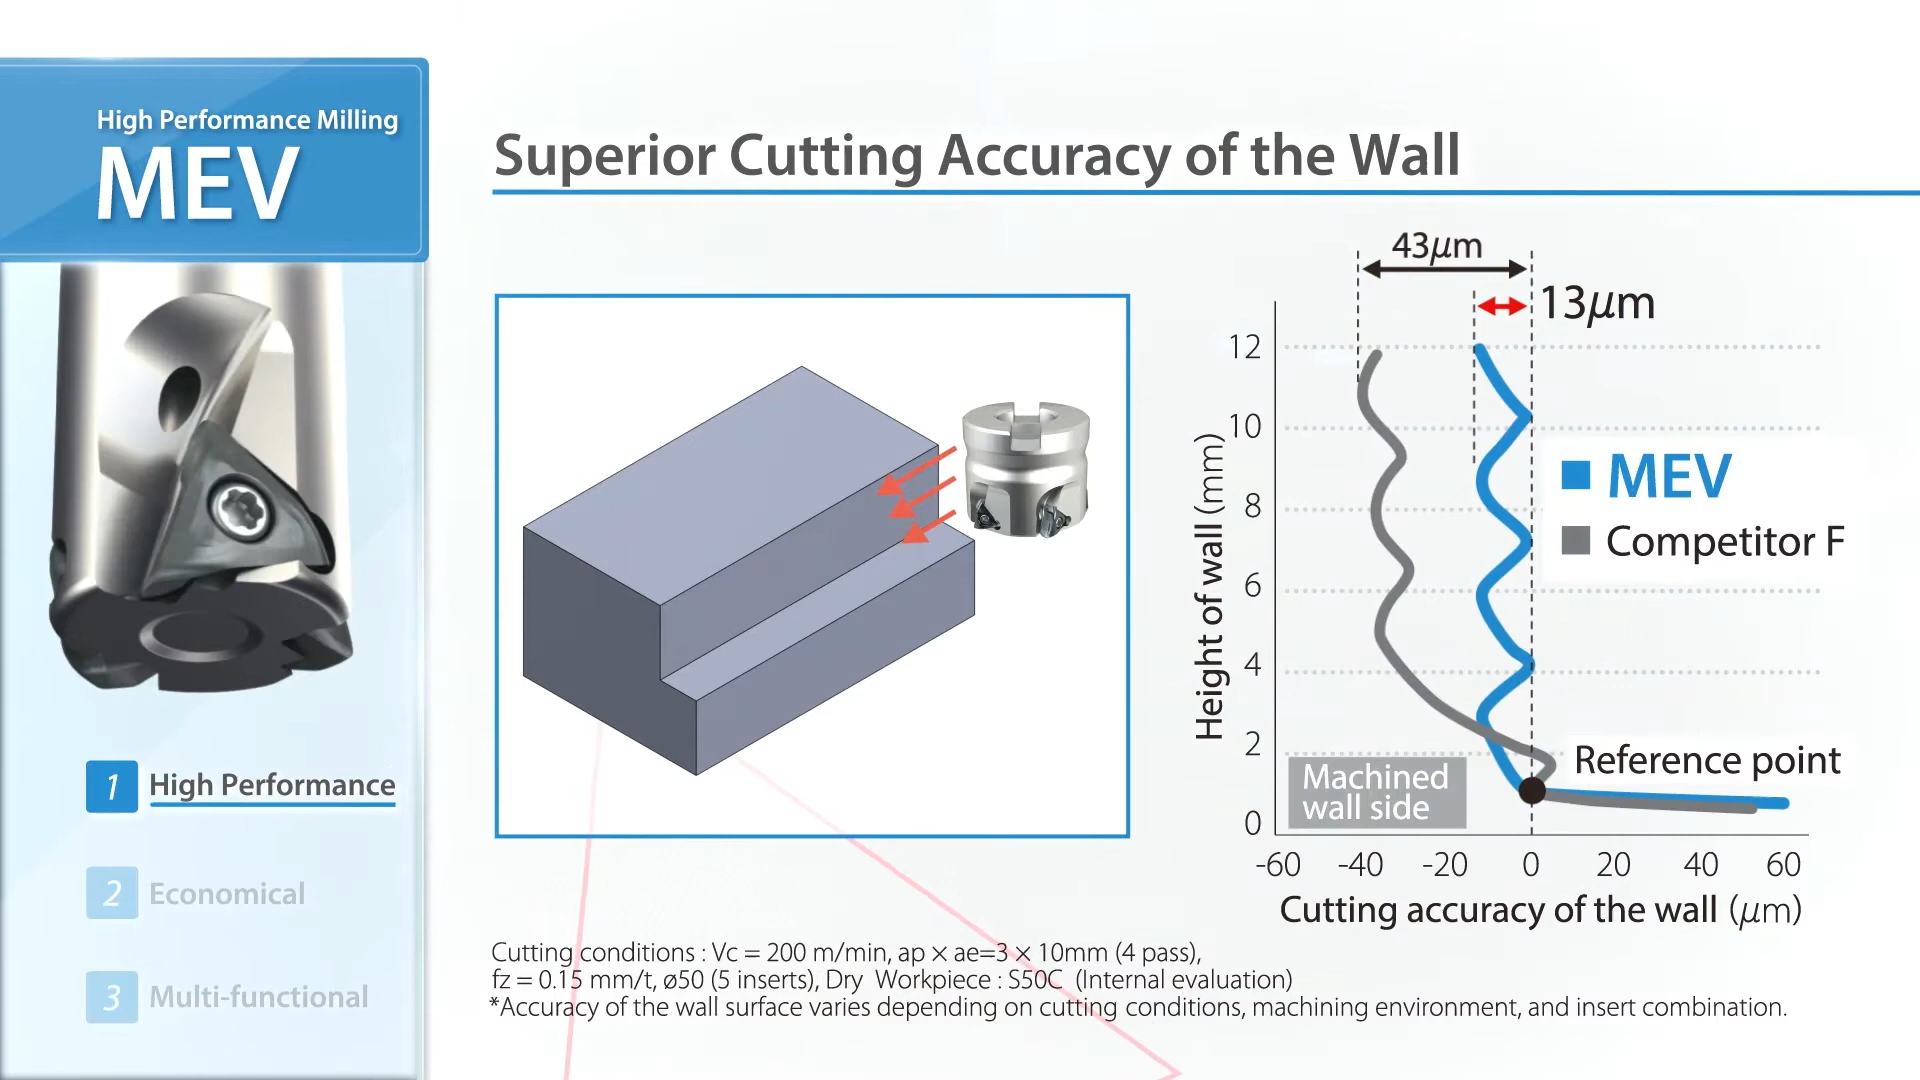 High Performance Milling
MEV
1 High Performance
2 Economical
3 Multi-functional
Superior Cutting Accuracy of the Wall
43μm
13μm
12
10
8
6
4
2
0
Height of wall (mm)
MEV
Competitor F
Reference point
Machined
wall side
-60 -40 -20 0 20 40 60
Cutting accuracy of the wall (μm)
Cutting conditions : Vc = 200 m/min, ap × ae=3 × 10mm (4 pass),
fz = 0.15 mm/t, ø50 (5 inserts), Dry Workpiece : S50C (Internal evaluation)
*Accuracy of the wall surface varies depending on cutting conditions, machining environment, and insert combination.